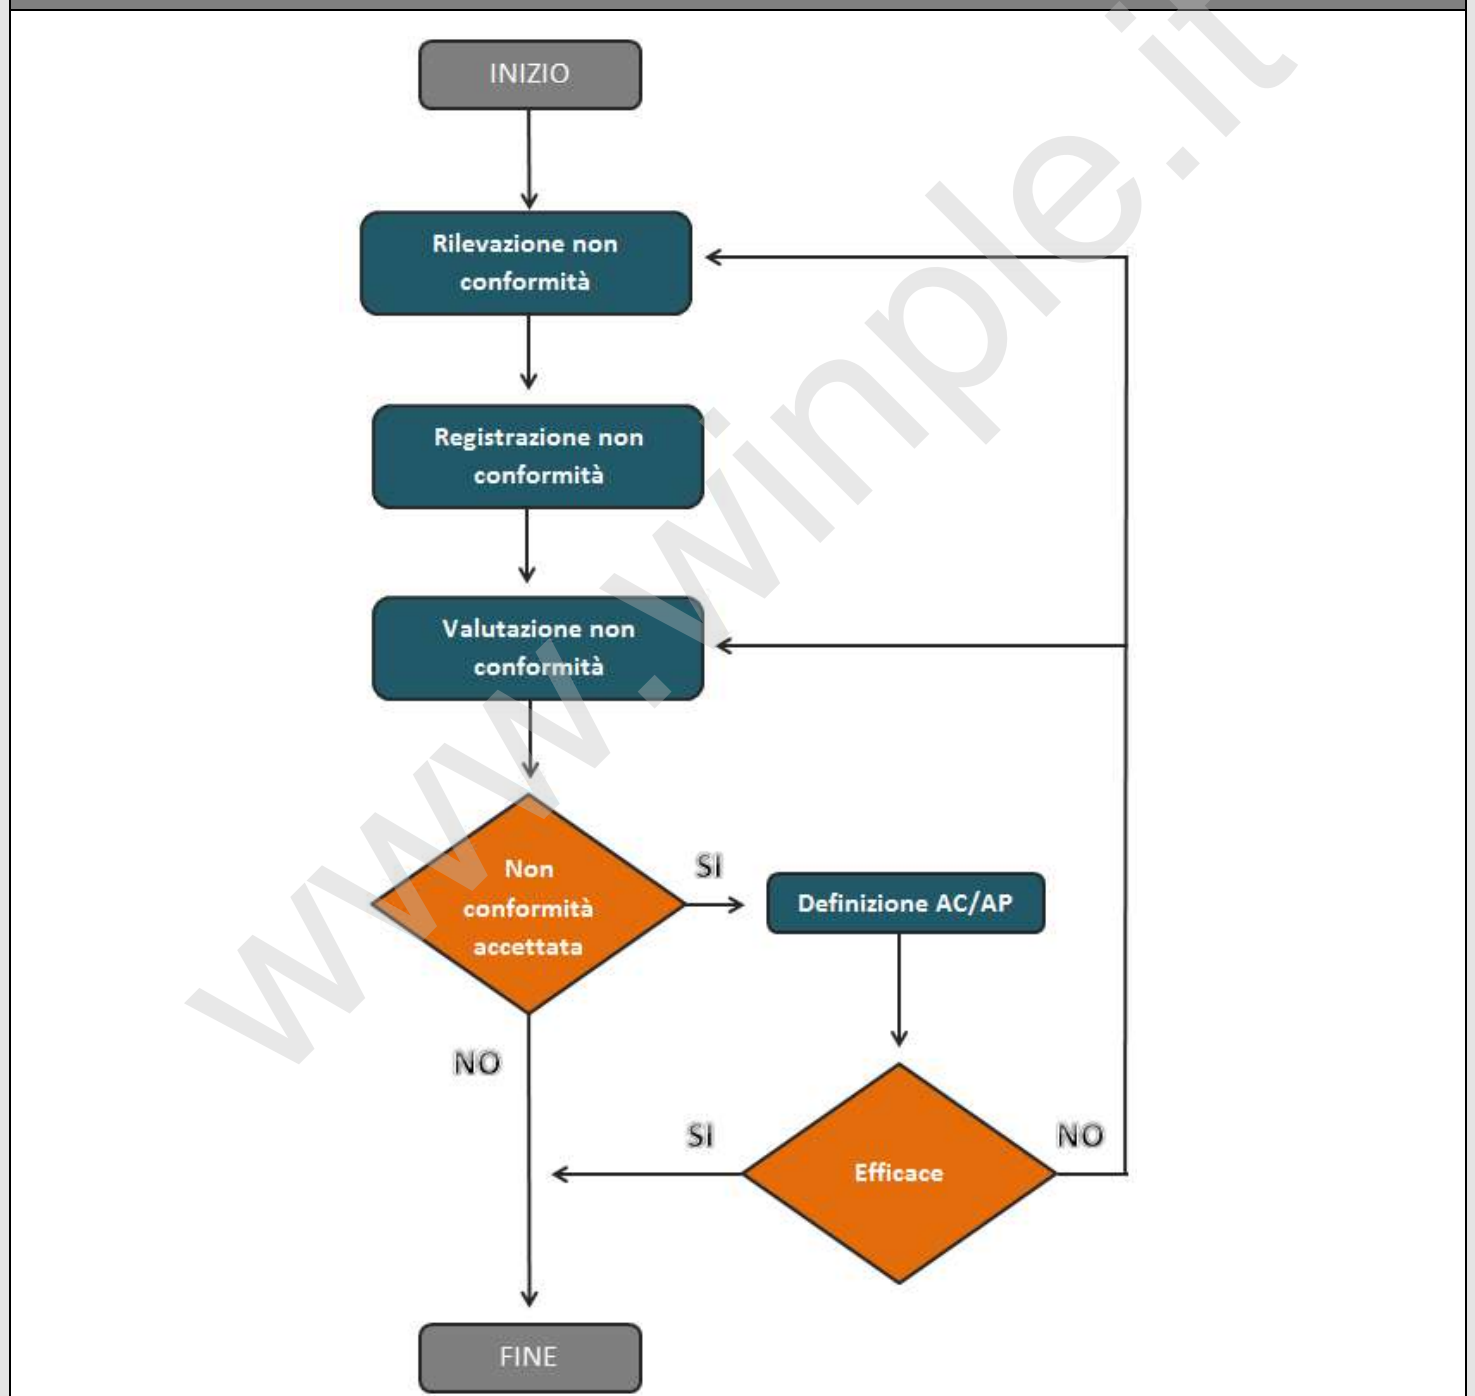 INIZIO
Rilevazione non
conformità
Registrazione non
conformità
Valutazione non
conformità
Non
conformità
accettata
SI
Definizione AC/AP
NO
SI
Efficace
NO
FINE
www.winple.it